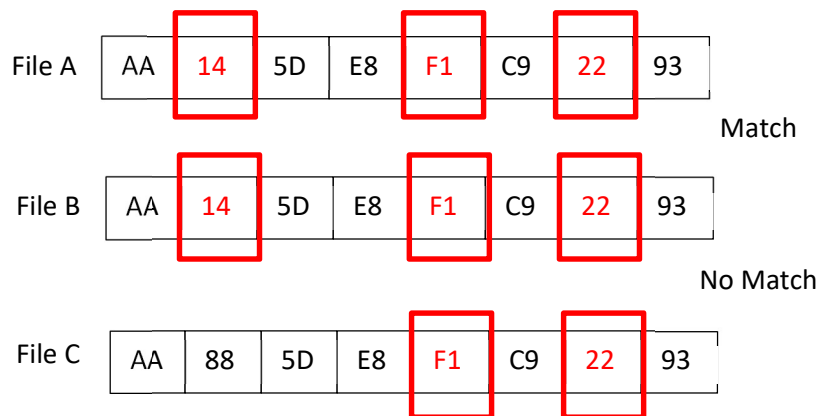 File A AA 14 5D E8 F1 C9 22 93
Match
File B AA 14 5D E8 F1 C9 22 93
No Match
File C AA 88 5D E8 F1 C9 22 93